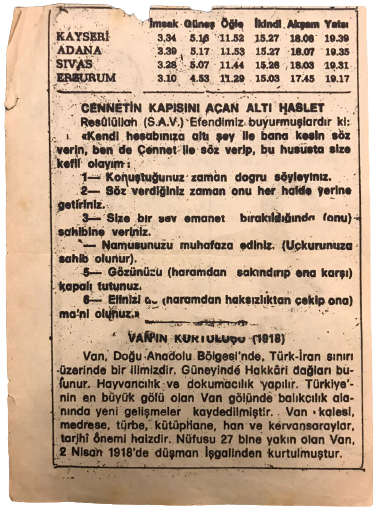 İmsak Güneş Öğle İkindi Akşam Yatsı
KAYSERİ 3,34 5.16 11.52 15.27 18.08 19.39
ADANA 3.39 5.17 11.53 15.27 18.07 19.35
SIVAS 3.28 5.07 11.44 15.26 18.03 19.31
ERZURUM 3.10 4.53 11.29 15.03 17.45 19.17
CENNETİN KAPISINI AÇAN ALTI HASLET
Resûlüllah (S.A.V.) Efendimiz buyurmuşlardır ki:
«Kendi hesabınıza altı şey ile bana kesin söz
verin, ben de Cennet ile söz verip, bu hususta size
kefil olayım:
1— Konuştuğunuz zaman dogru söyleyiniz.
2— Söz verdiğiniz zaman onu her halde yerine
getiriniz.
3— Size bir şey emanet bırakıldığında (onu)
sahibine veriniz.
— Namusunuzu muhafaza ediniz. (Uçkurunuza
sahib olunur).
5— Gözünüzü (haramdan sakındırıp ona karşı)
kapalı tutunuz.
6— Elinizi de (haramdan haksızlıktan çekip ona)
ma'ni olunuz.»
VAN'IN KURTULUŞU (1918)
Van, Doğu Anadolu Bölgesi'nde, Türk-İran sınırı
üzerinde bir ilimizdir. Güneyinde Hakkâri dağları bu-
lunur. Hayvancılık ve dokumacılık yapılır. Türkiye'-
nin en büyük gölü olan Van gölünde balıkcılık ala-
nında yeni gelişmeler kaydedilmiştir. Van kalesi,
medrese, türbe, kütüphane, han ve kervansaraylar,
tarihî önemi haizdir. Nüfusu 27 bine yakın olan Van,
2 Nisan 1918'de düşman işgalinden kurtulmuştur.